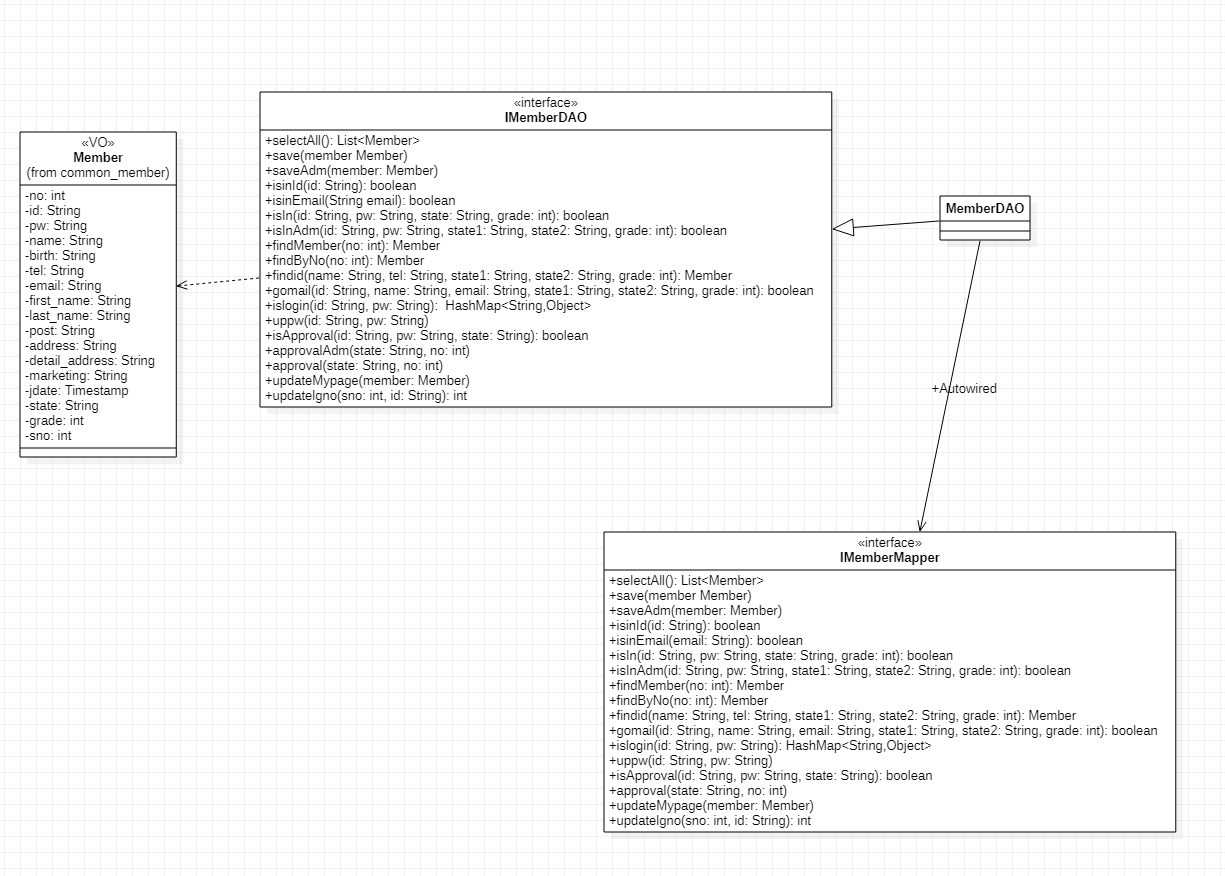 «VO»
Member
(from common_member)
-no: int
-id: String
-pw: String
-name: String
-birth: String
-tel: String
-email: String
-first_name: String
-last_name: String
-post: String
-address: String
-detail_address: String
-marketing: String
-jdate: Timestamp
-state: String
-grade: int
-sno: int
«interface»
IMemberDAO
+selectAll(): List<Member>
+save(member Member)
+saveAdm(member: Member)
+isinId(id: String): boolean
+isinEmail(String email): boolean
+isIn(id: String, pw: String, state: String, grade: int): boolean
+isInAdm(id: String, pw: String, state1: String, state2: String, grade: int): boolean
+findMember(no: int): Member
+findByNo(no: int): Member
+findid(name: String, tel: String, state1: String, state2: String, grade: int): Member
+gomail(id: String, name: String, email: String, state1: String, state2: String, grade: int): boolean
+islogin(id: String, pw: String):  HashMap<String,Object>
+uppw(id: String, pw: String)
+isApproval(id: String, pw: String, state: String): boolean
+approvalAdm(state: String, no: int)
+approval(state: String, no: int)
+updateMypage(member: Member)
+updateIgno(sno: int, id: String): int
MemberDAO
+Autowired
«interface»
IMemberMapper
+selectAll(): List<Member>
+save(member Member)
+saveAdm(member: Member)
+isinId(id: String): boolean
+isinEmail(email: String): boolean
+isIn(id: String, pw: String, state: String, grade: int): boolean
+isInAdm(id: String, pw: String, state1: String, state2: String, grade: int): boolean
+findMember(no: int): Member
+findByNo(no: int): Member
+findid(name: String, tel: String, state1: String, state2: String, grade: int): Member
+gomail(id: String, name: String, email: String, state1: String, state2: String, grade: int): boolean
+islogin(id: String, pw: String): HashMap<String,Object>
+uppw(id: String, pw: String)
+isApproval(id: String, pw: String, state: String): boolean
+approval(state: String, no: int)
+updateMypage(member: Member)
+updateIgno(sno: int, id: String): int